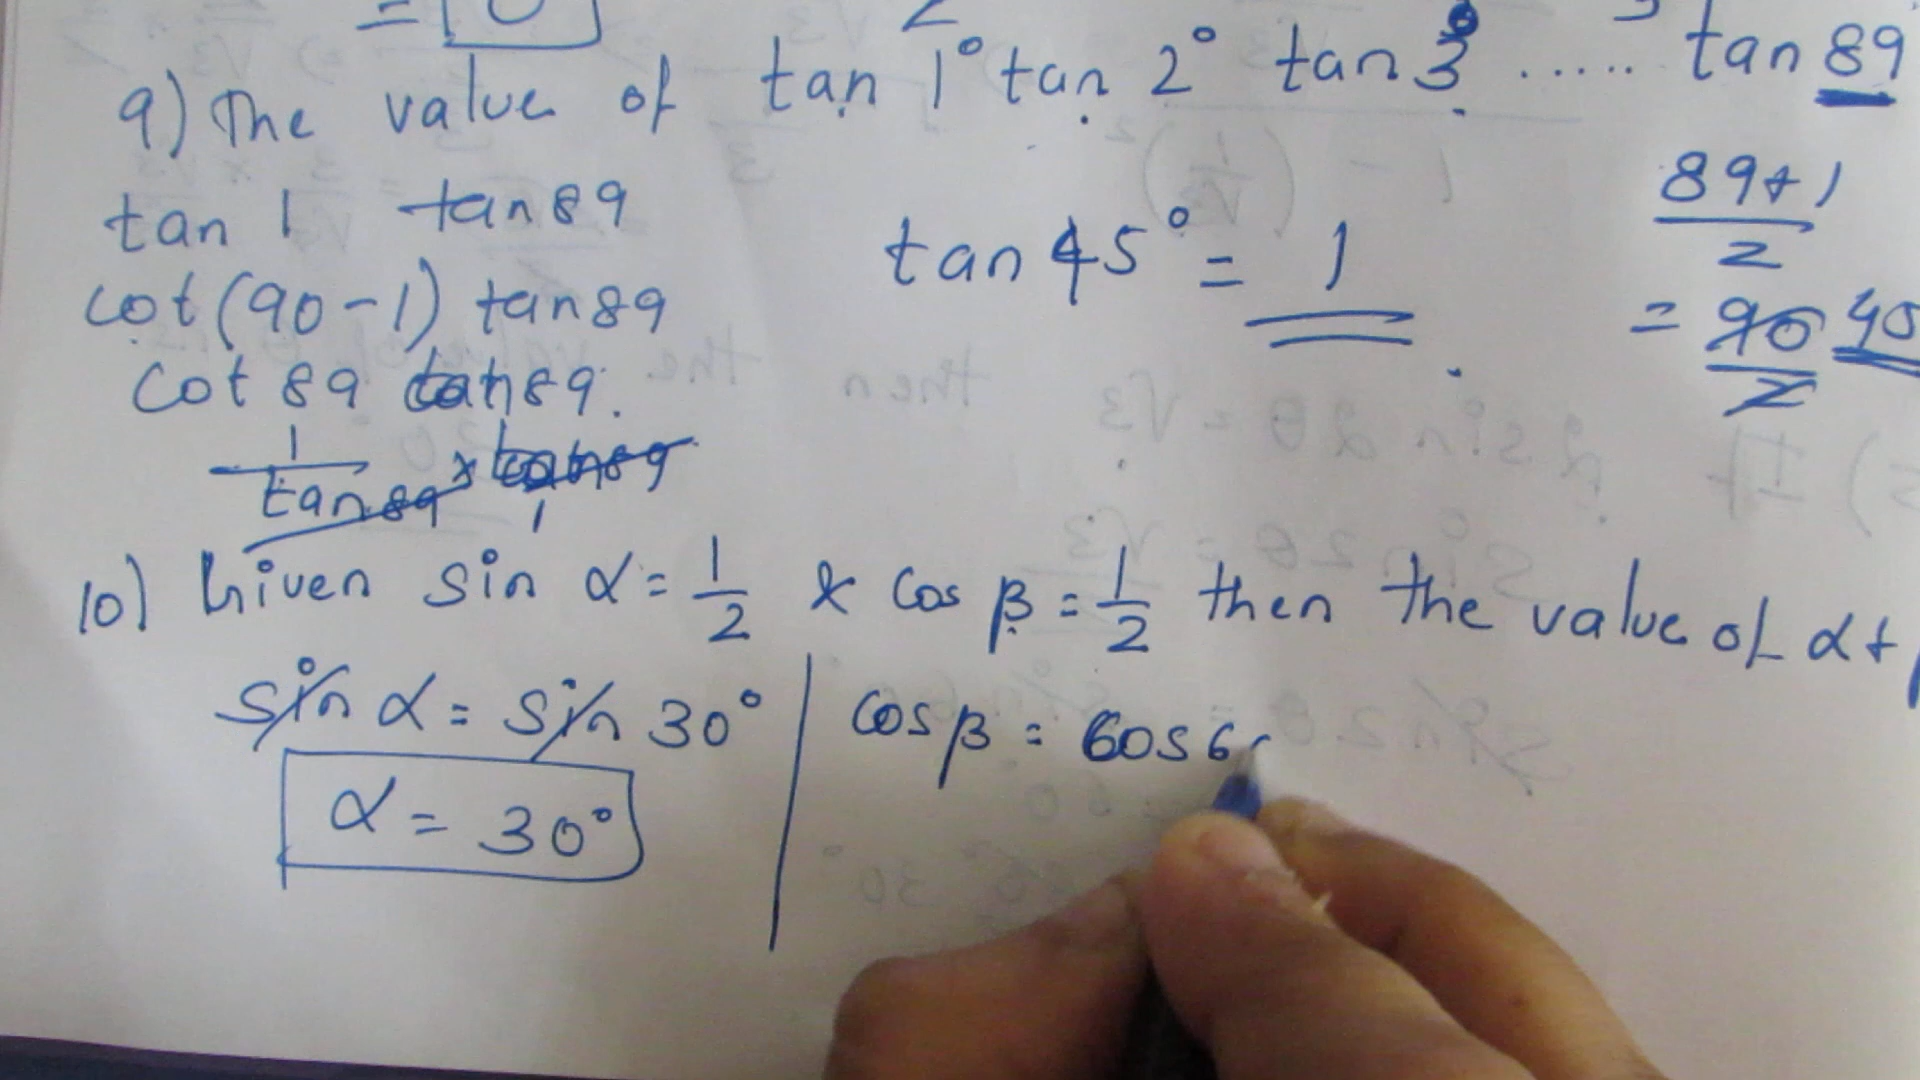 = 0
9) The value of tan 1° tan 2° tan 3 ..... tan 89
tan 1 tan 89
89+1
2
tan 45° = 1
cot (90-1) tan 89
= 90 45
2
cot 89 tan 89.
1
tan 89 × tan 89
1
10) Given sin α = 1/2 & cos β = 1/2 then the value of α +
sin α = sin 30°
cos β = cos 6
α = 30°